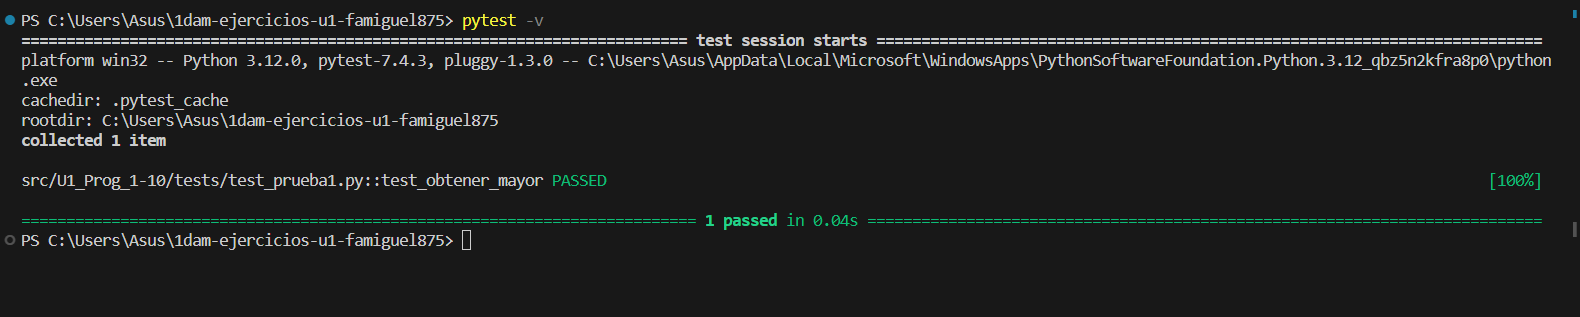 PS C:\Users\Asus\1dam-ejercicios-u1-famiguel875> pytest -v
============================= test session starts =============================
platform win32 -- Python 3.12.0, pytest-7.4.3, pluggy-1.3.0 -- C:\Users\Asus\AppData\Local\Microsoft\WindowsApps\PythonSoftwareFoundation.Python.3.12_qbz5n2kfra8p0\python
.exe
cachedir: .pytest_cache
rootdir: C:\Users\Asus\1dam-ejercicios-u1-famiguel875
collected 1 item
src/U1_Prog_1-10/tests/test_prueba1.py::test_obtener_mayor PASSED [100%]
============================= 1 passed in 0.04s =============================
PS C:\Users\Asus\1dam-ejercicios-u1-famiguel875>